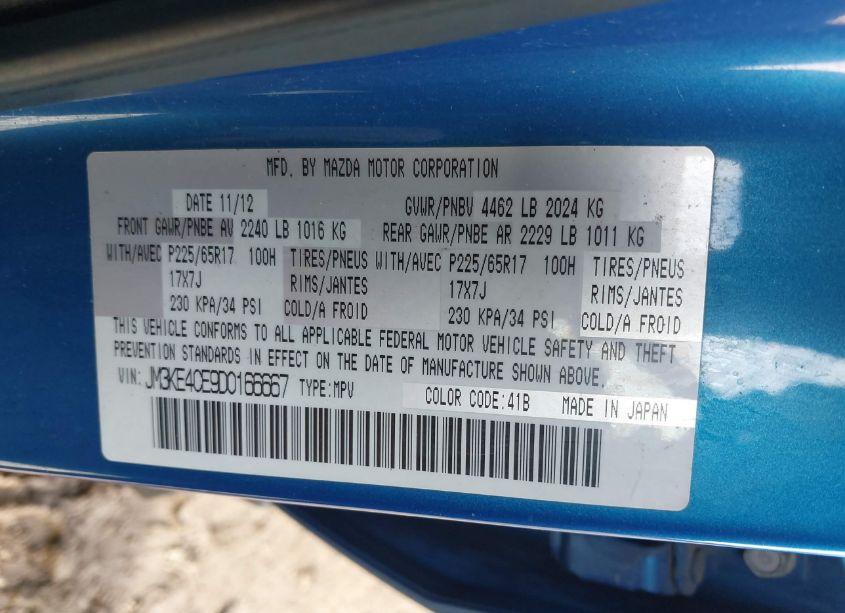 MFD. BY MAZDA MOTOR CORPORATION
DATE 11/12 GVWR/PNBV 4462 LB 2024 KG
FRONT GAWR/PNBE AV 2240 LB 1016 KG REAR GAWR/PNBE AR 2229 LB 1011 KG
WITH/AVEC P225/65R17 100H TIRES/PNEUS WITH/AVEC P225/65R17 100H TIRES/PNEUS
17X7J RIMS/JANTES 17X7J RIMS/JANTES
230 KPA/34 PSI COLD/A FROID 230 KPA/34 PSI COLD/A FROID
THIS VEHICLE CONFORMS TO ALL APPLICABLE FEDERAL MOTOR VEHICLE SAFETY AND THEFT
PREVENTION STANDARDS IN EFFECT ON THE DATE OF MANUFACTURE SHOWN ABOVE.
VIN: JM3KE4CE9D0166667 TYPE:MPV COLOR CODE:41B MADE IN JAPAN